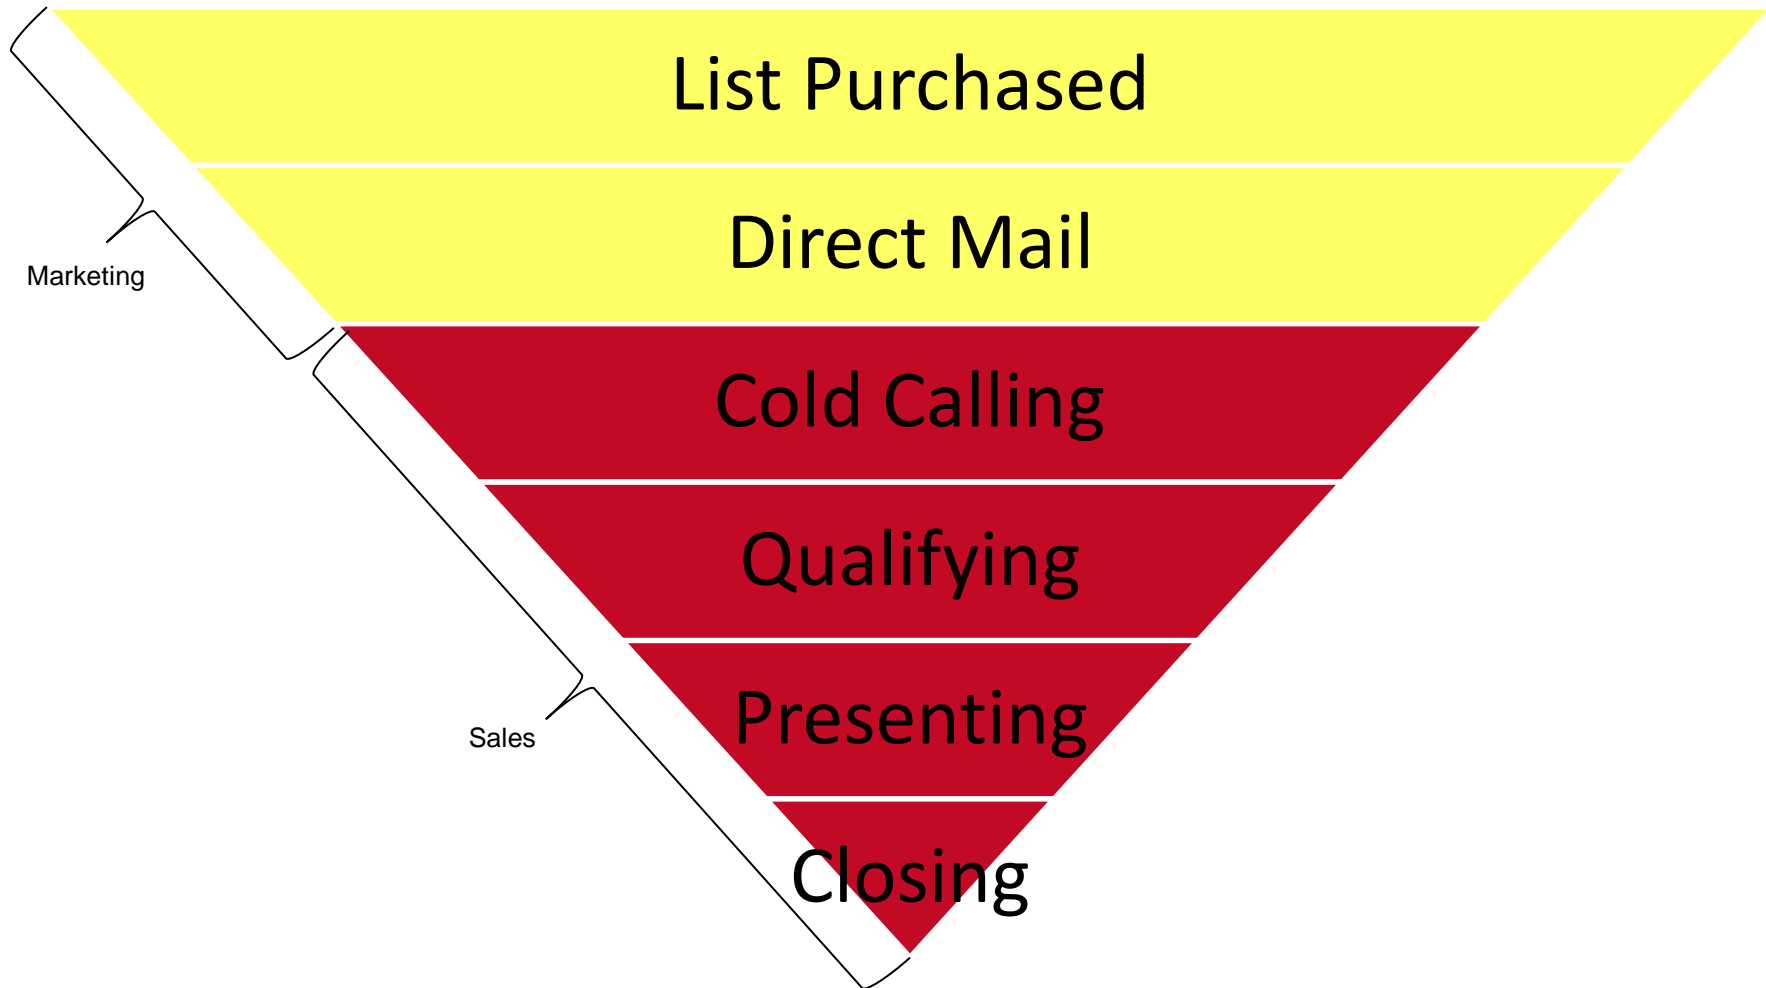 List Purchased
Direct Mail
Marketing
Cold Calling
Qualifying
Presenting
Sales
Closing